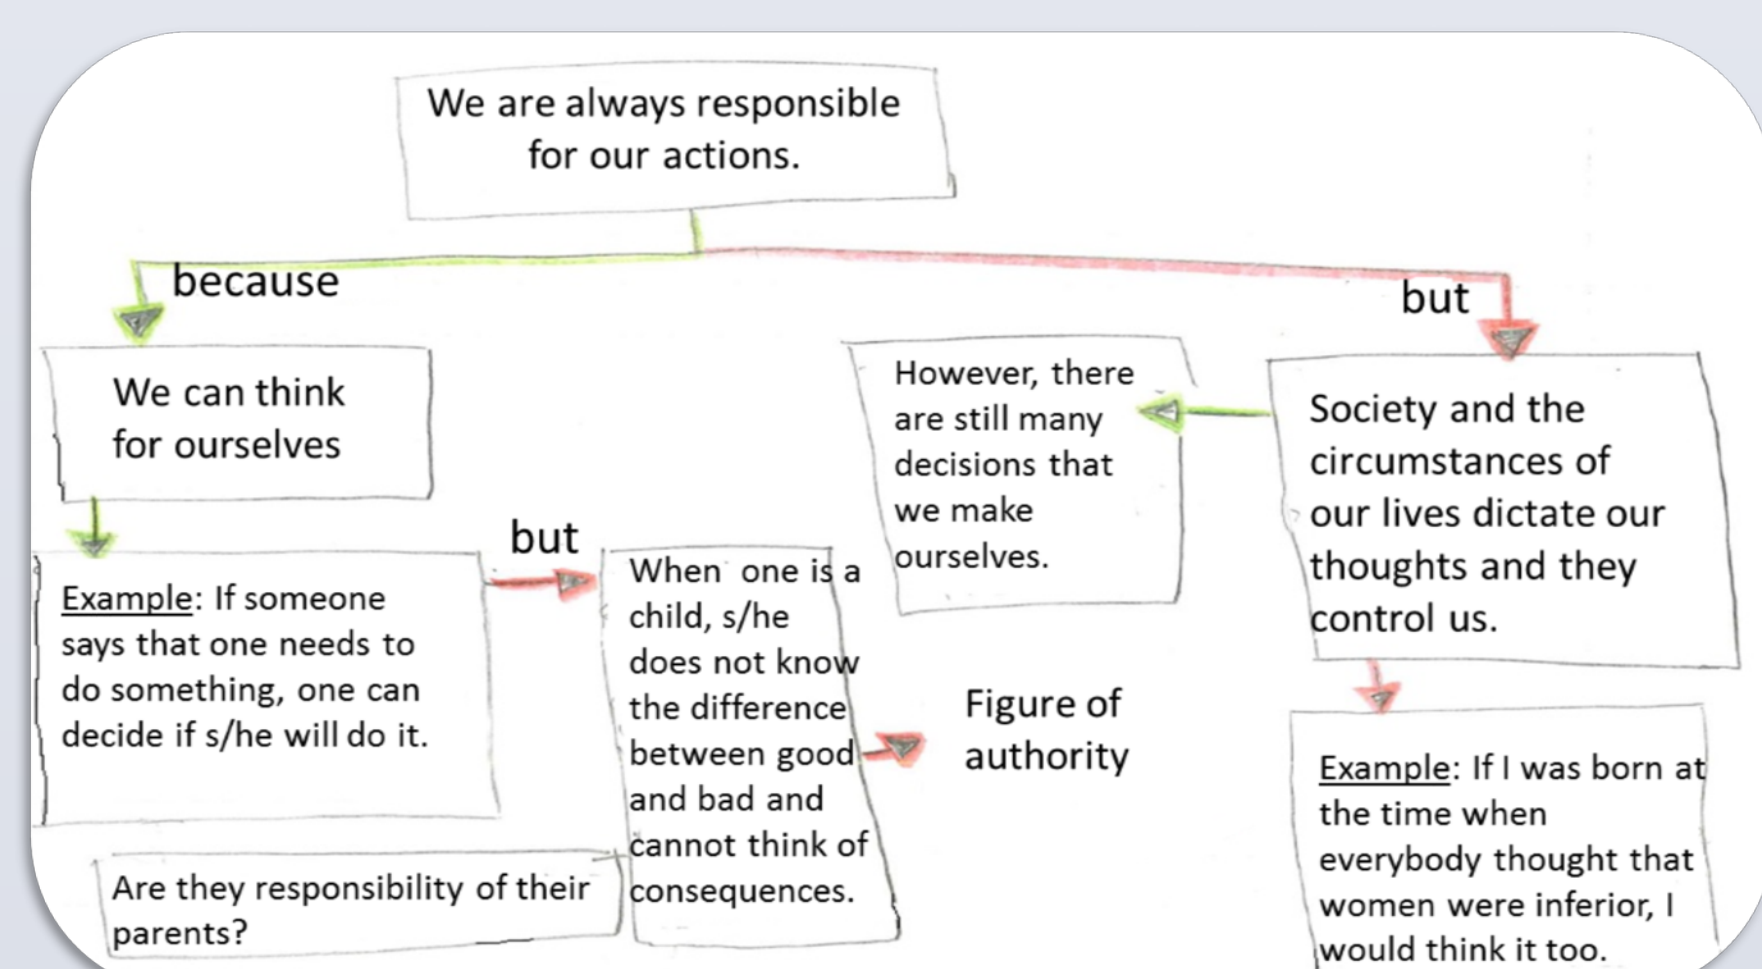 We are always responsible
for our actions.
because
but
We can think
for ourselves
However, there
are still many
decisions that
we make
ourselves.
Society and the
circumstances of
our lives dictate our
thoughts and they
control us.
Example: If someone
says that one needs to
do something, one can
decide if s/he will do it.
but
When one is a
child, s/he
does not know
the difference
between good
and bad and
cannot think of
consequences.
Figure of
authority
Example: If I was born at
the time when
everybody thought that
women were inferior, I
would think it too.
Are they responsibility of their
parents?